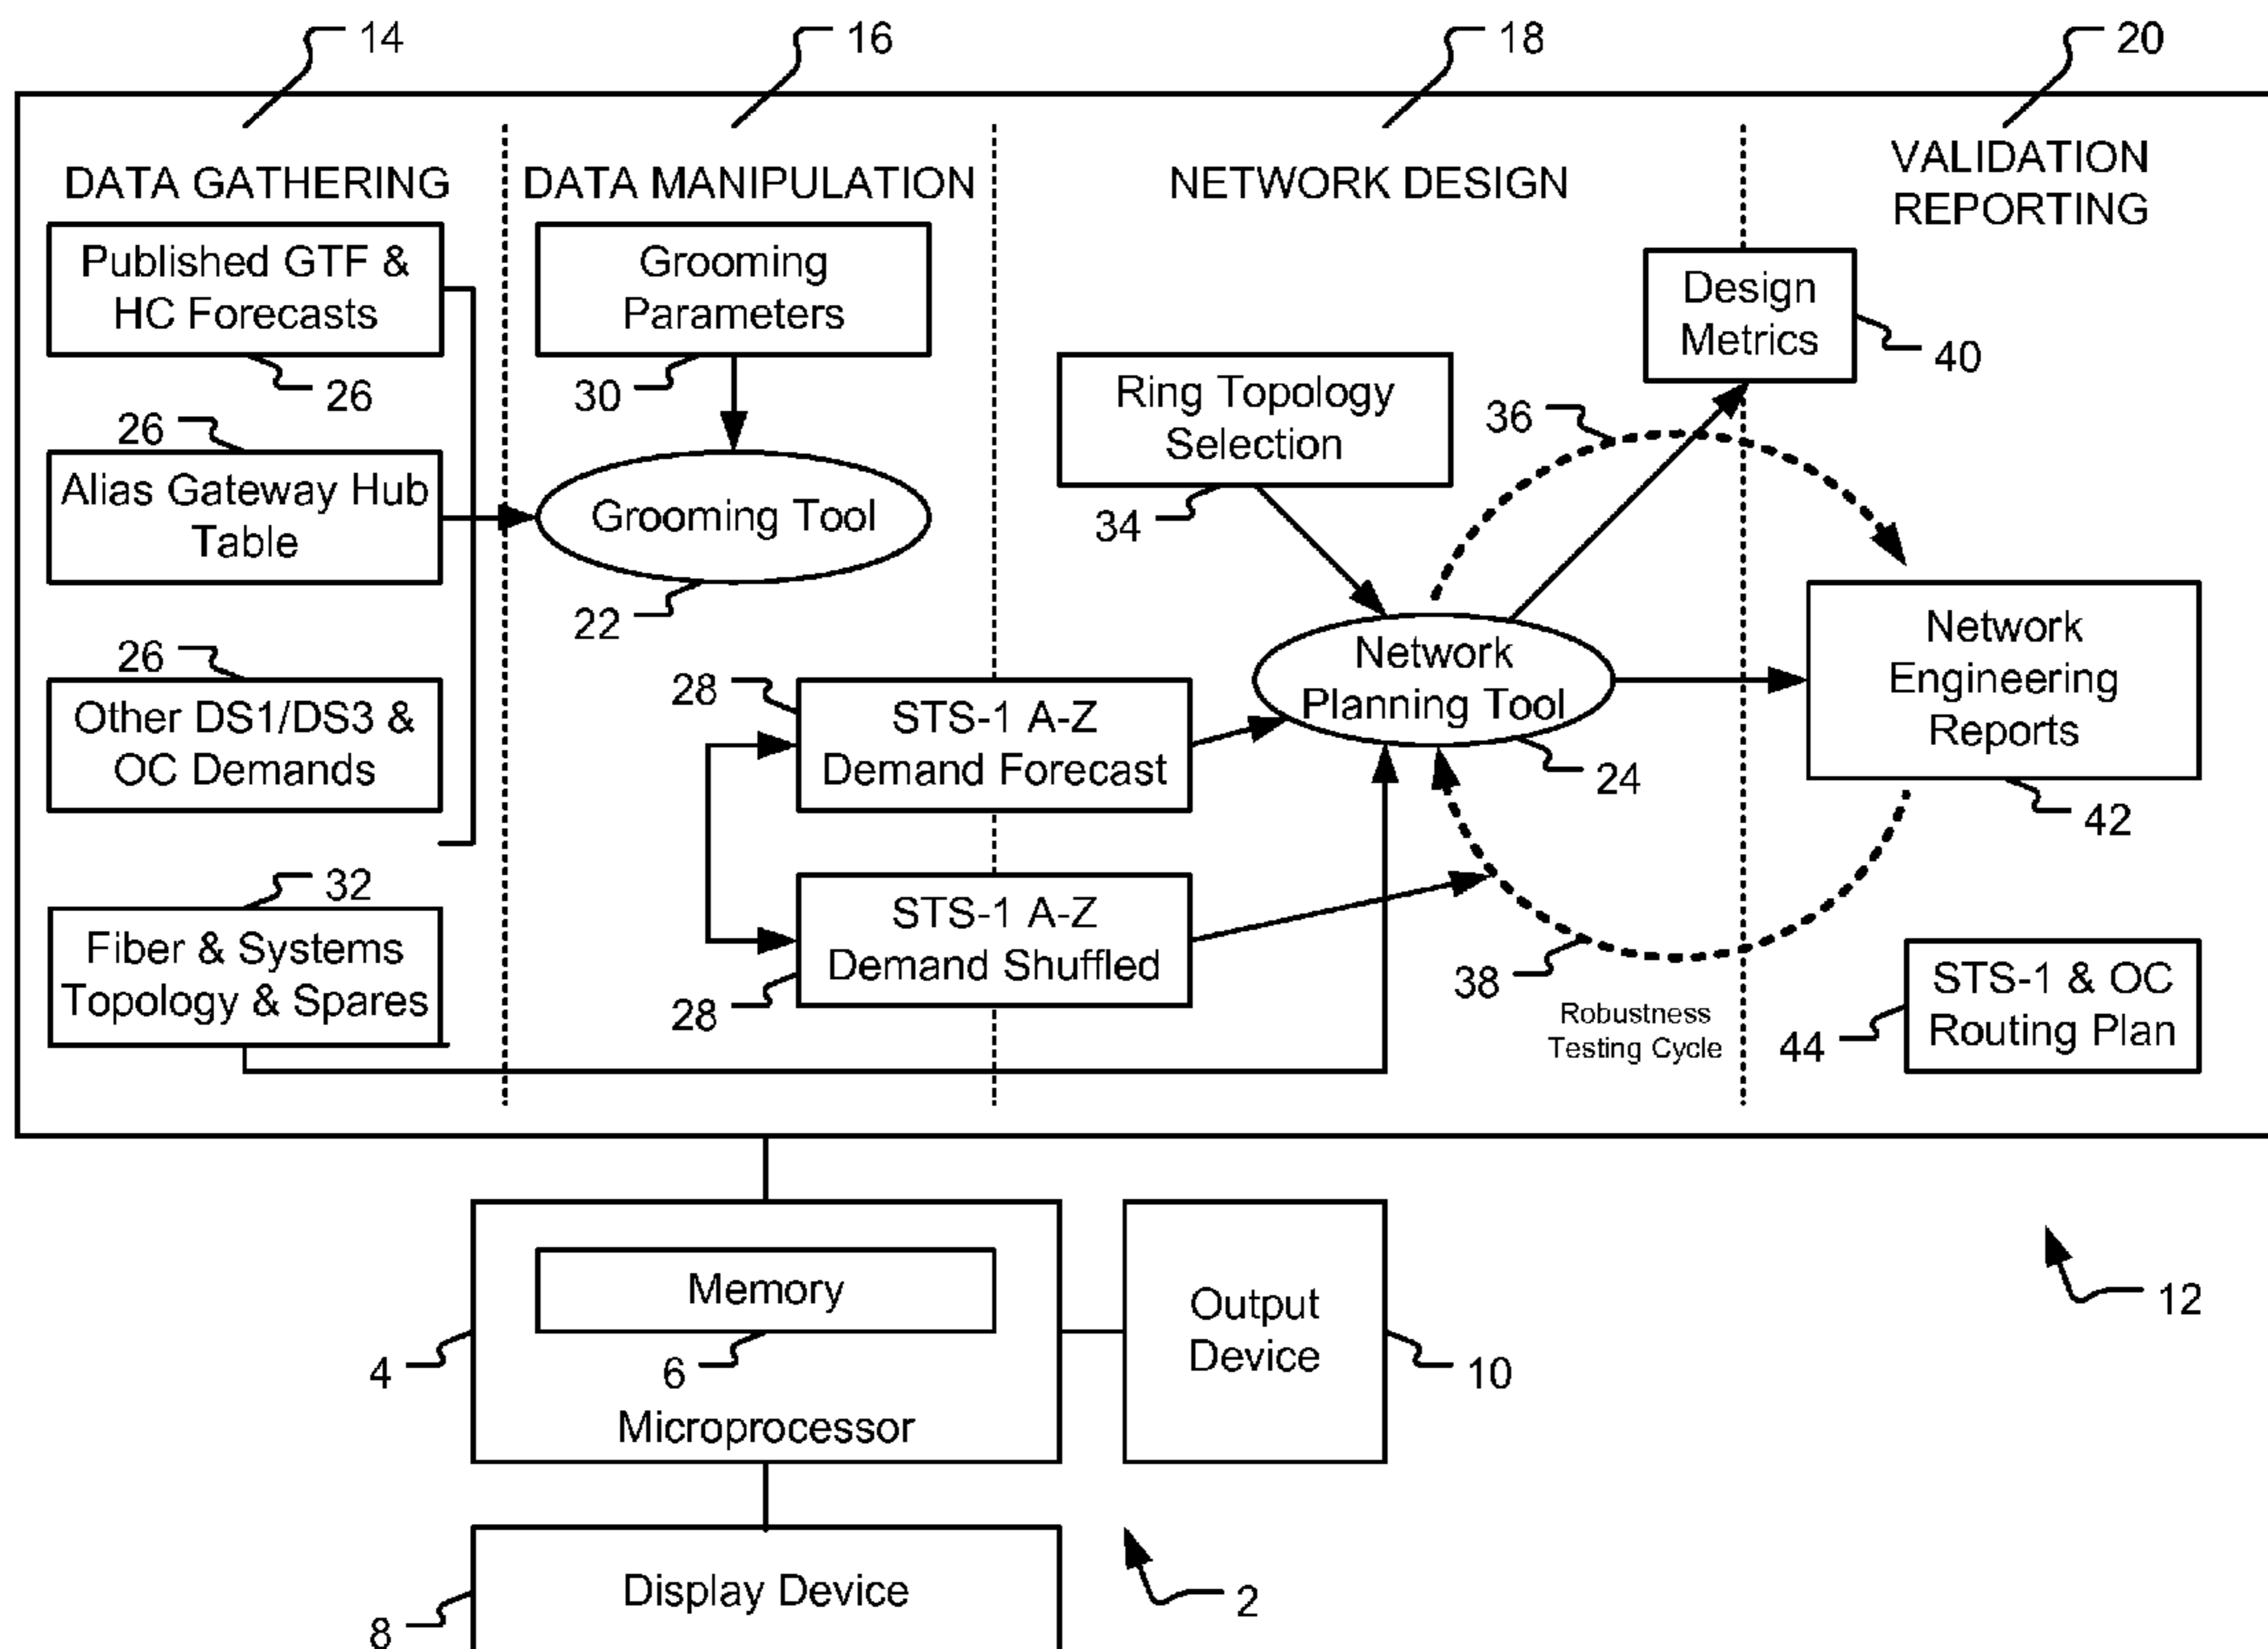 14
16
18
20
DATA GATHERING
DATA MANIPULATION
NETWORK DESIGN
VALIDATION
REPORTING
Published GTF &
HC Forecasts
26
26
Alias Gateway Hub
Table
26
Other DS1/DS3 &
OC Demands
32
Fiber & Systems
Topology & Spares
Grooming
Parameters
30
Grooming Tool
22
28
STS-1 A-Z
Demand Forecast
STS-1 A-Z
Demand Shuffled
28
Ring Topology
Selection
34
36
Network
Planning Tool
24
38
Robustness
Testing Cycle
Design
Metrics
40
Network
Engineering
Reports
42
STS-1 & OC
Routing Plan
44
Memory
6
Microprocessor
4
Output
Device
10
12
Display Device
8
2